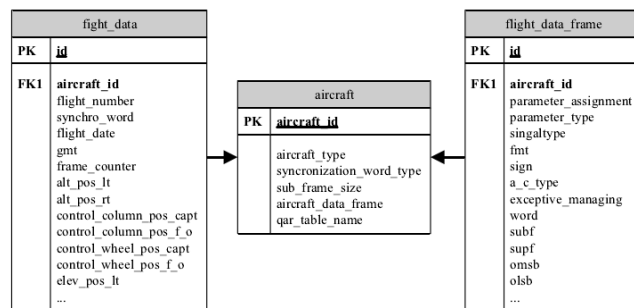 fight_data
PK id
FK1 aircraft_id
flight_number
synchro_word
flight_date
gmt
frame_counter
alt_pos_lt
alt_pos_rt
control_column_pos_capt
control_column_pos_f_o
control_wheel_pos_capt
control_wheel_pos_f_o
elev_pos_lt
...
aircraft
PK aircraft_id
aircraft_type
syncronization_word_type
sub_frame_size
aircraft_data_frame
qar_table_name
flight_data_frame
PK id
FK1 aircraft_id
parameter_assignment
parameter_type
singaltype
fmt
sign
a_c_type
exceptive_managing
word
subf
supf
omsb
olsb
...